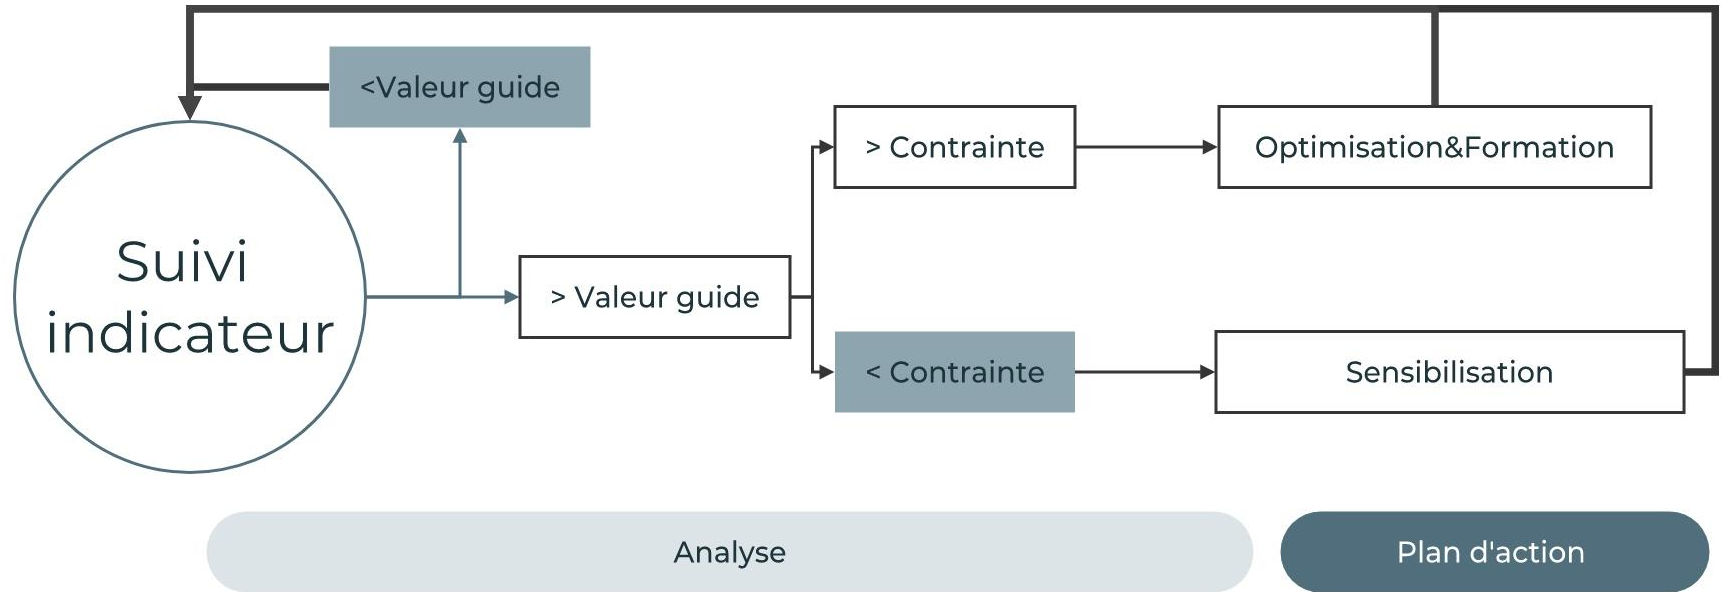 <Valeur guide
> Contrainte
Optimisation&Formation
Suivi
indicateur
> Valeur guide
< Contrainte
Sensibilisation
Analyse
Plan d'action